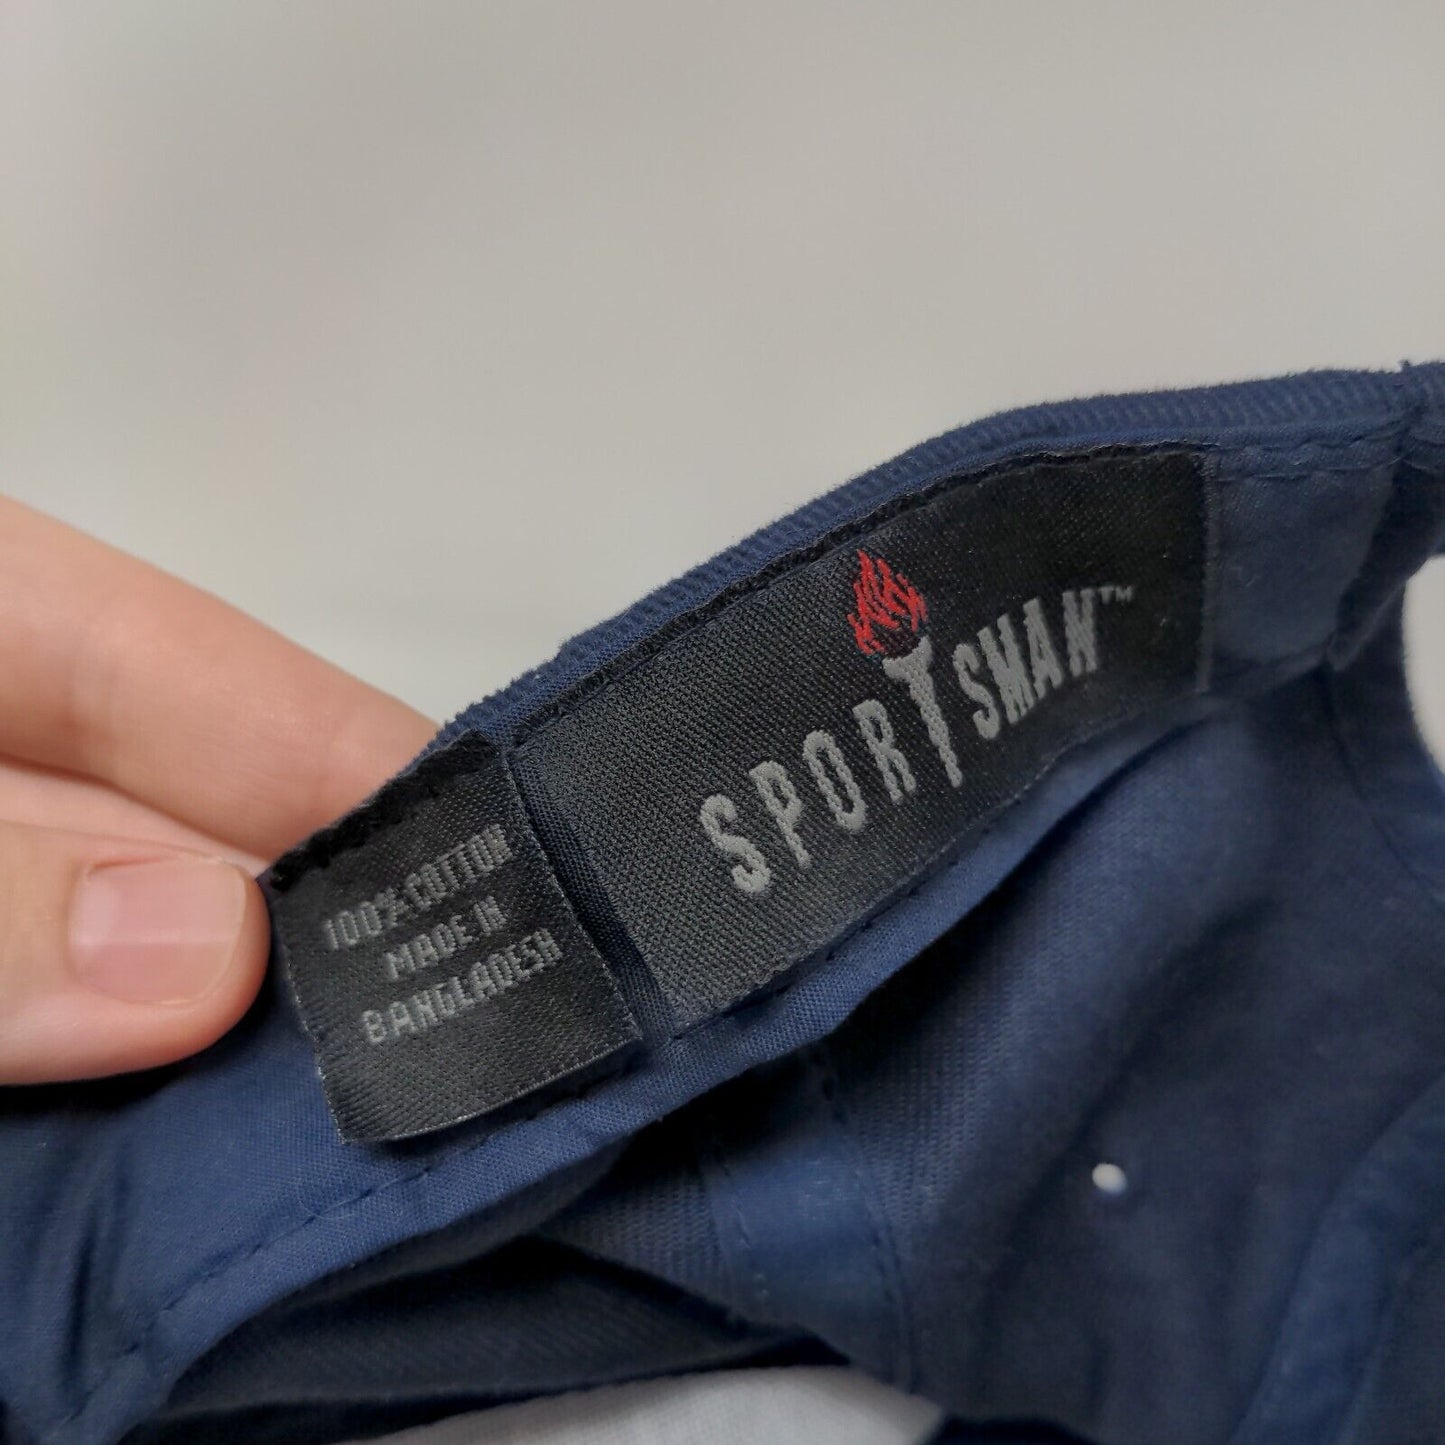 SPORTSMAN™
100% COTTON
MADE IN
BANGLADESH